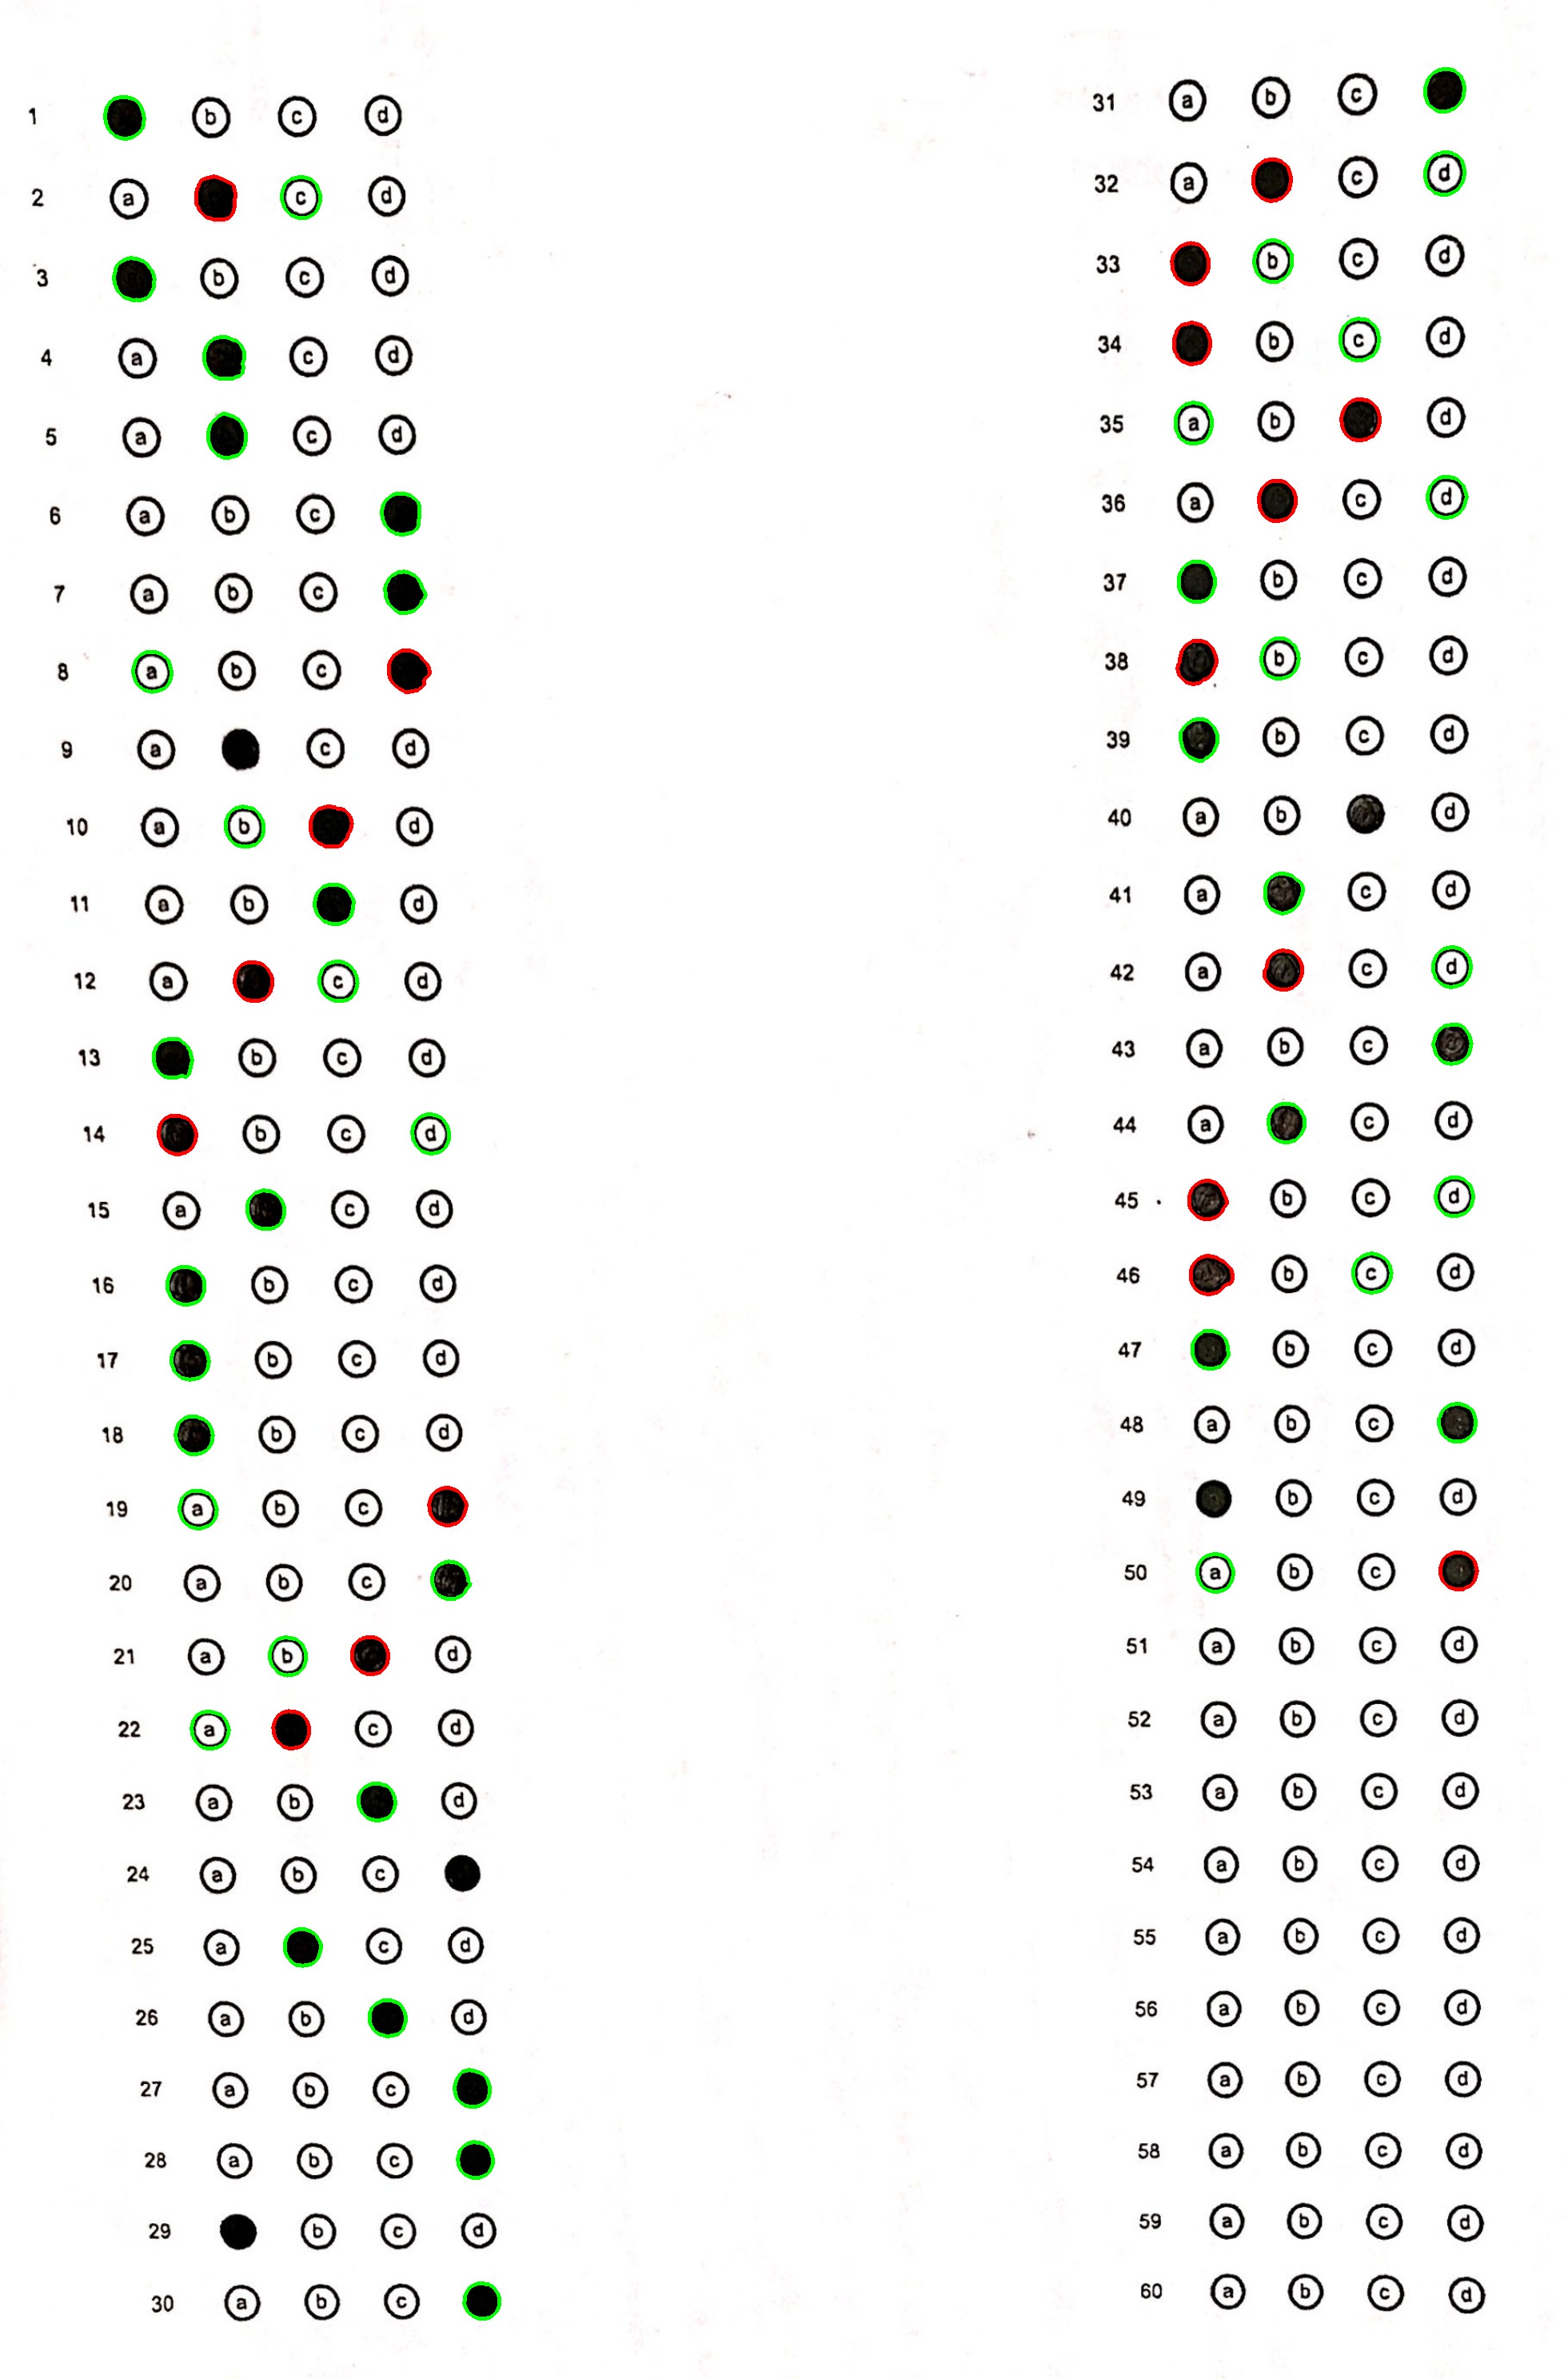 1 b c d
2 a c d
3 b c d
4 a c d
5 a c d
6 a b c
7 a b c
8 a b c
9 a c d
10 a b d
11 a b d
12 a c d
13 b c d
14 b c d
15 a c d
16 b c d
17 b c d
18 b c d
19 a b c
20 a b c
21 a b d
22 a c d
23 a b d
24 a b c
25 a c d
26 a b d
27 a b c
28 a b c
29 b c d
30 a b c
31 a b c
32 a c d
33 b c d
34 b c d
35 a b d
36 a c d
37 b c d
38 b c d
39 b c d
40 a b d
41 a c d
42 a c d
43 a b c
44 a c d
45 b c d
46 b c d
47 b c d
48 a b c
49 b c d
50 a b c
51 a b c d
52 a b c d
53 a b c d
54 a b c d
55 a b c d
56 a b c d
57 a b c d
58 a b c d
59 a b c d
60 a b c d